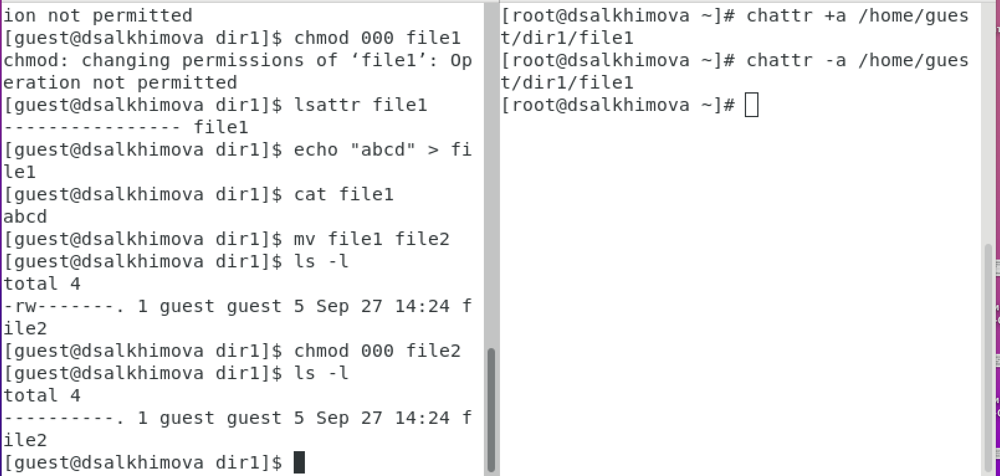 ion not permitted
[guest@dsalkhimova dir1]$ chmod 000 file1
chmod: changing permissions of ‘file1’: Op
eration not permitted
[guest@dsalkhimova dir1]$ lsattr file1
---------------- file1
[guest@dsalkhimova dir1]$ echo "abcd" > fi
le1
[guest@dsalkhimova dir1]$ cat file1
abcd
[guest@dsalkhimova dir1]$ mv file1 file2
[guest@dsalkhimova dir1]$ ls -l
total 4
-rw-------. 1 guest guest 5 Sep 27 14:24 f
ile2
[guest@dsalkhimova dir1]$ chmod 000 file2
[guest@dsalkhimova dir1]$ ls -l
total 4
----------. 1 guest guest 5 Sep 27 14:24 f
ile2
[guest@dsalkhimova dir1]$
[root@dsalkhimova ~]# chattr +a /home/gues
t/dir1/file1
[root@dsalkhimova ~]# chattr -a /home/gues
t/dir1/file1
[root@dsalkhimova ~]#